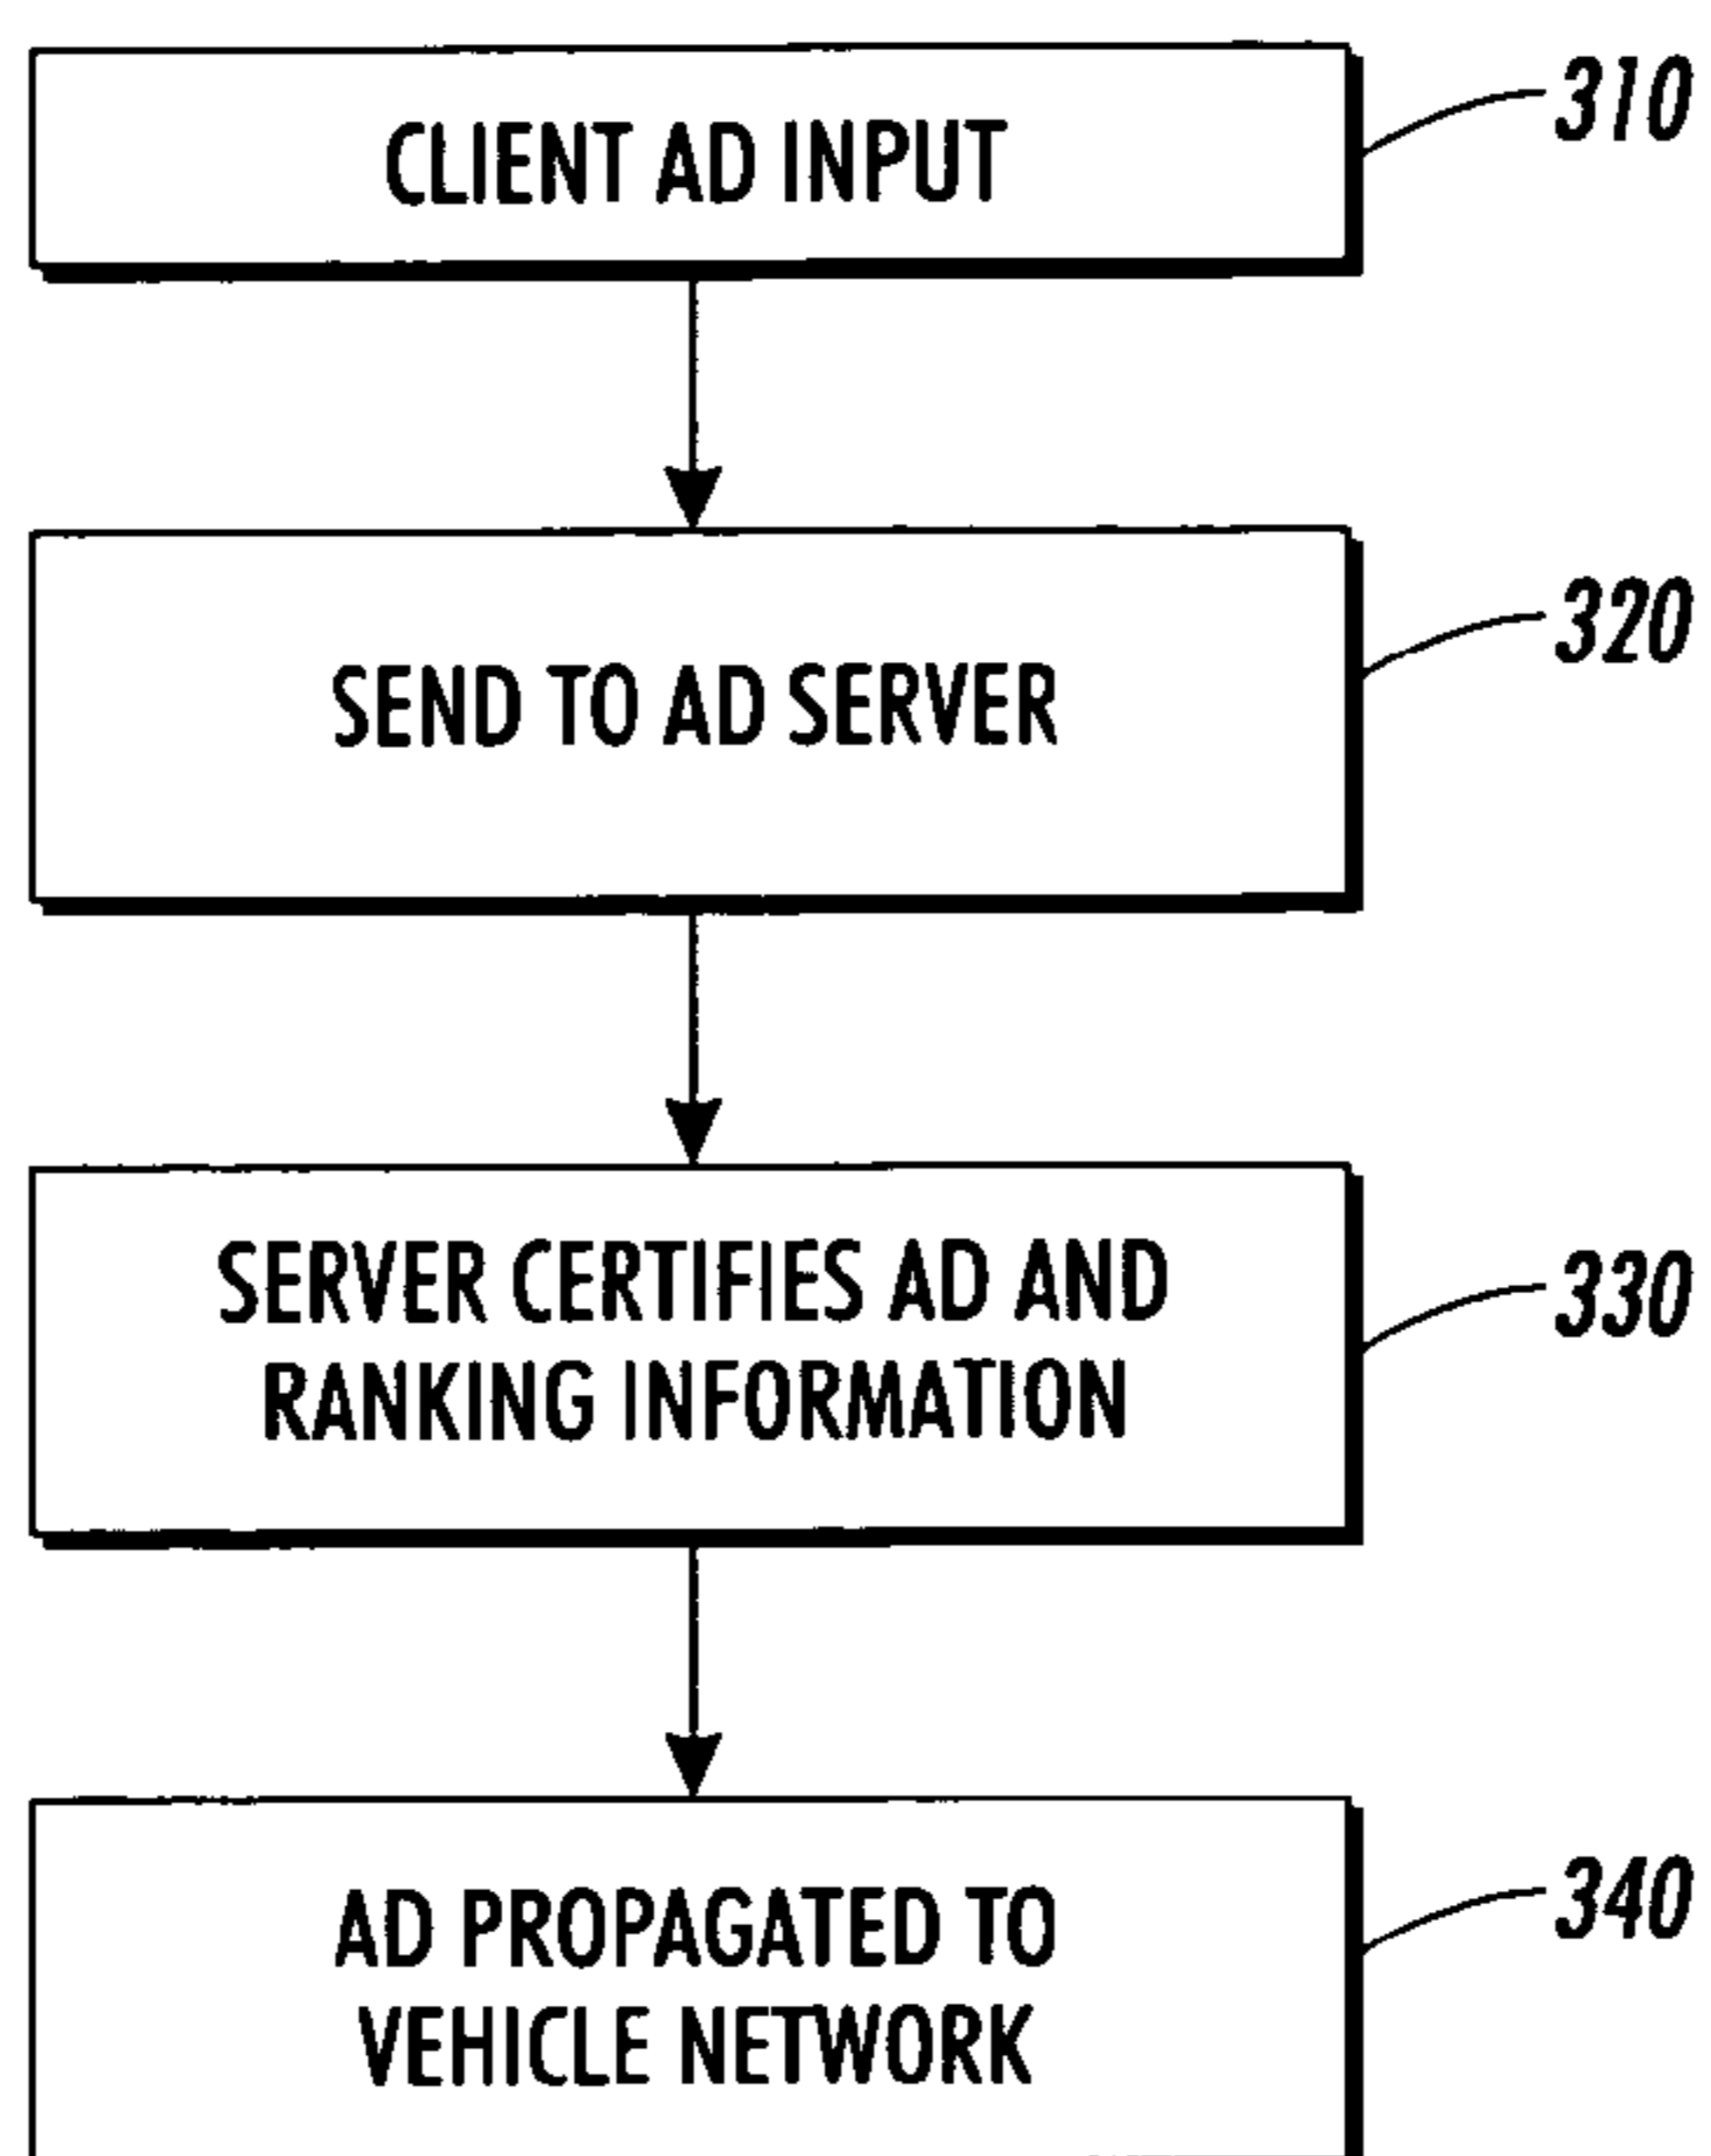 CLIENT AD INPUT
310
SEND TO AD SERVER
320
SERVER CERTIFIES AD AND
RANKING INFORMATION
330
AD PROPAGATED TO
VEHICLE NETWORK
340